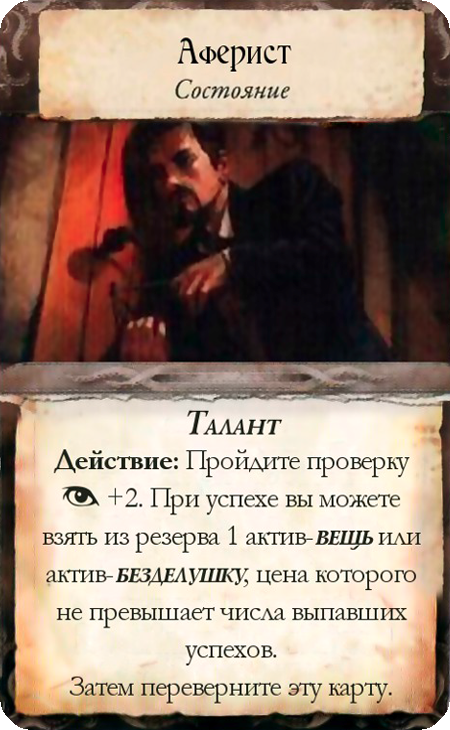 Аферист
Состояние
Талант
Действие: Пройдите проверку
+2. При успехе вы можете
взять из резерва 1 актив-ВЕЩЬ или
актив-БЕЗДЕЛУШКУ, цена которого
не превышает числа выпавших
успехов.
Затем переверните эту карту.